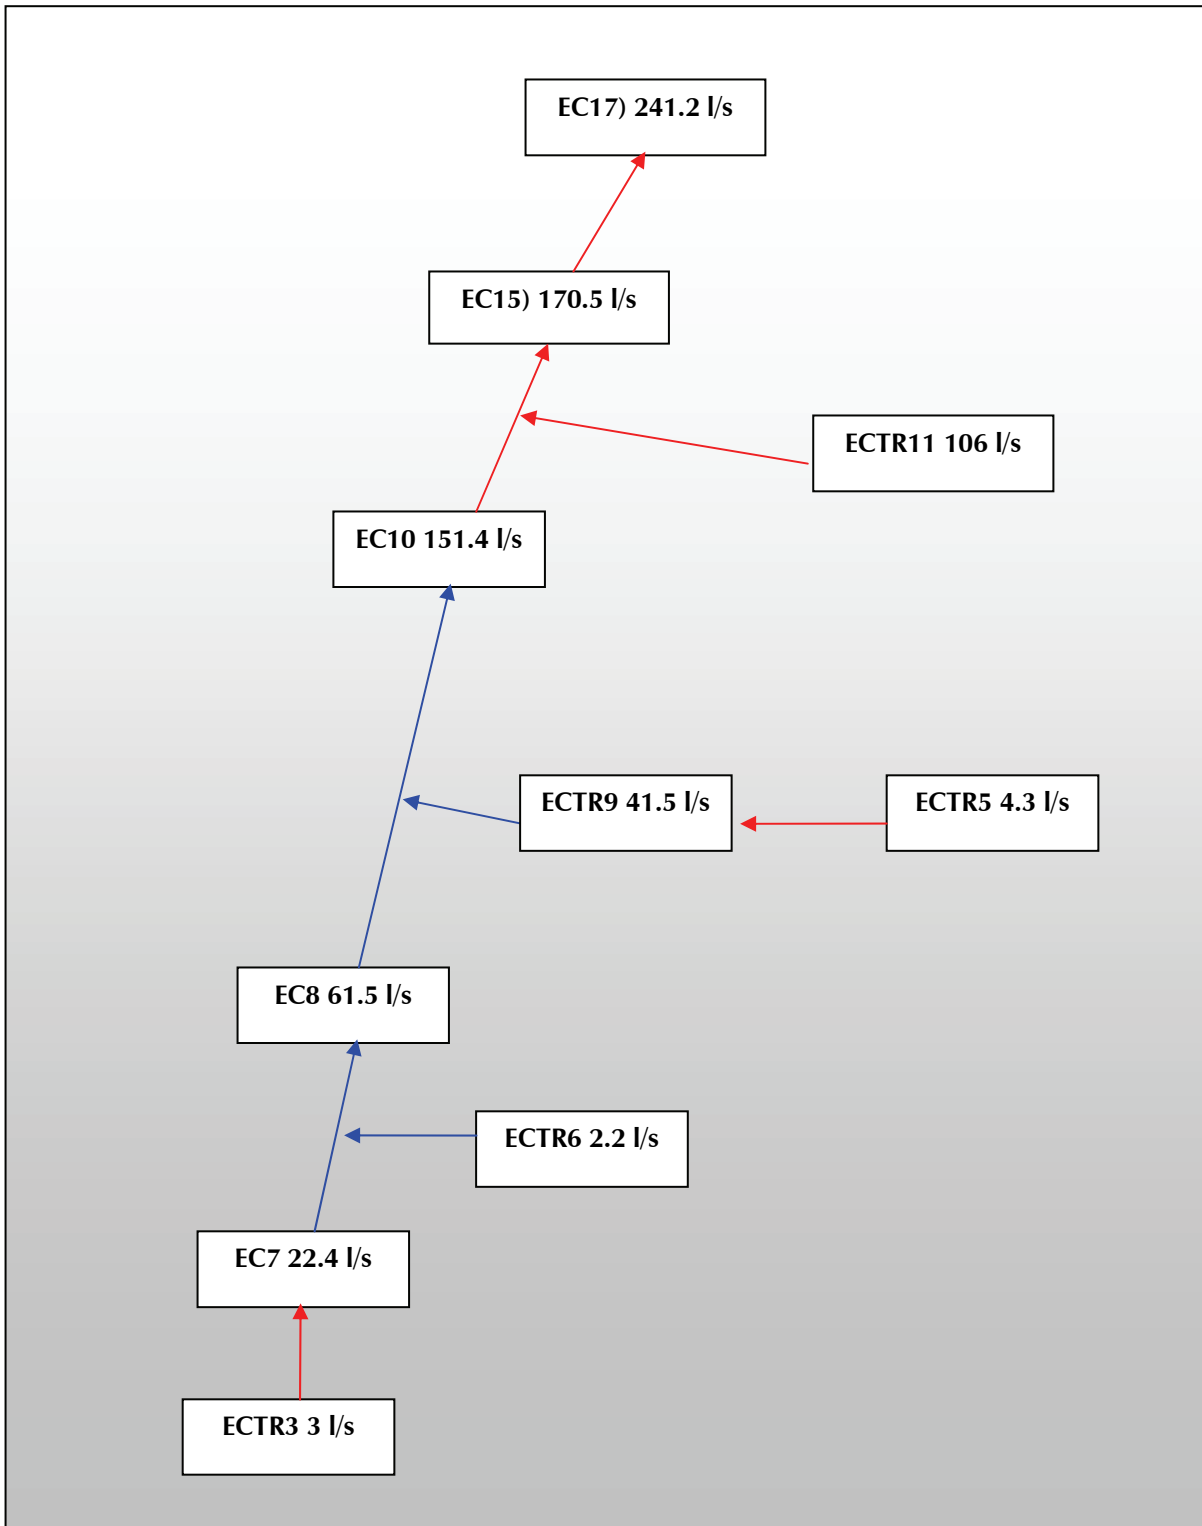 EC17) 241.2 l/s
EC15) 170.5 l/s
ECTR11 106 l/s
EC10 151.4 l/s
ECTR9 41.5 l/s
ECTR5 4.3 l/s
EC8 61.5 l/s
ECTR6 2.2 l/s
EC7 22.4 l/s
ECTR3 3 l/s